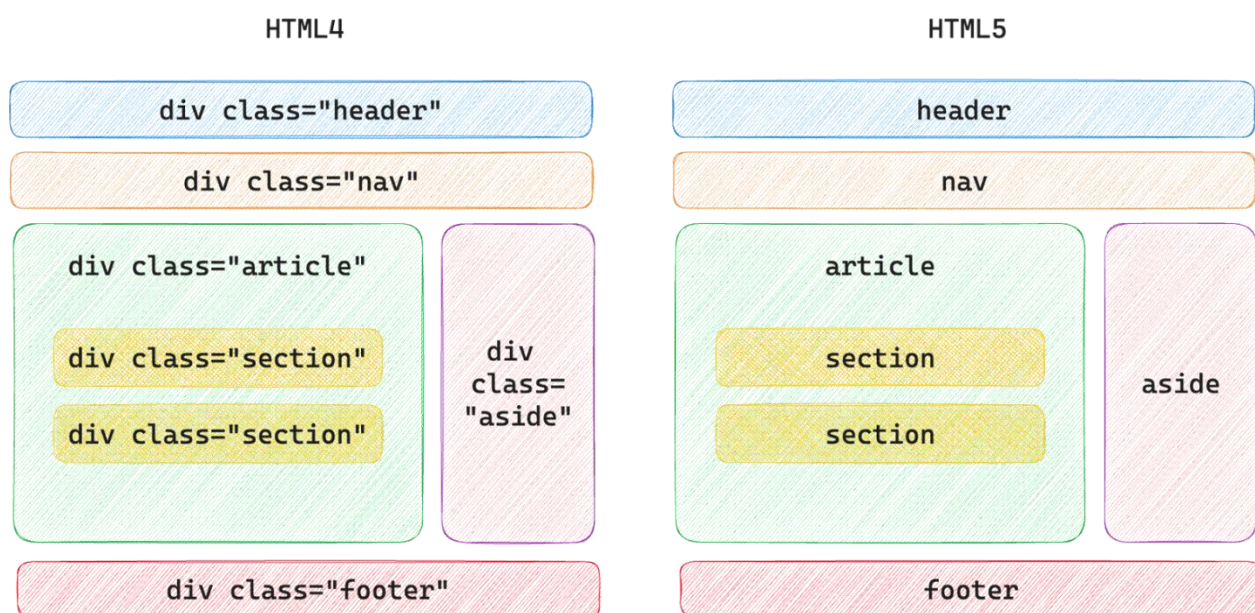 HTML4
div class="header"
div class="nav"
div class="article"
div class="section"
div class="section"
div
class=
"aside"
div class="footer"
HTML5
header
nav
article
section
section
aside
footer